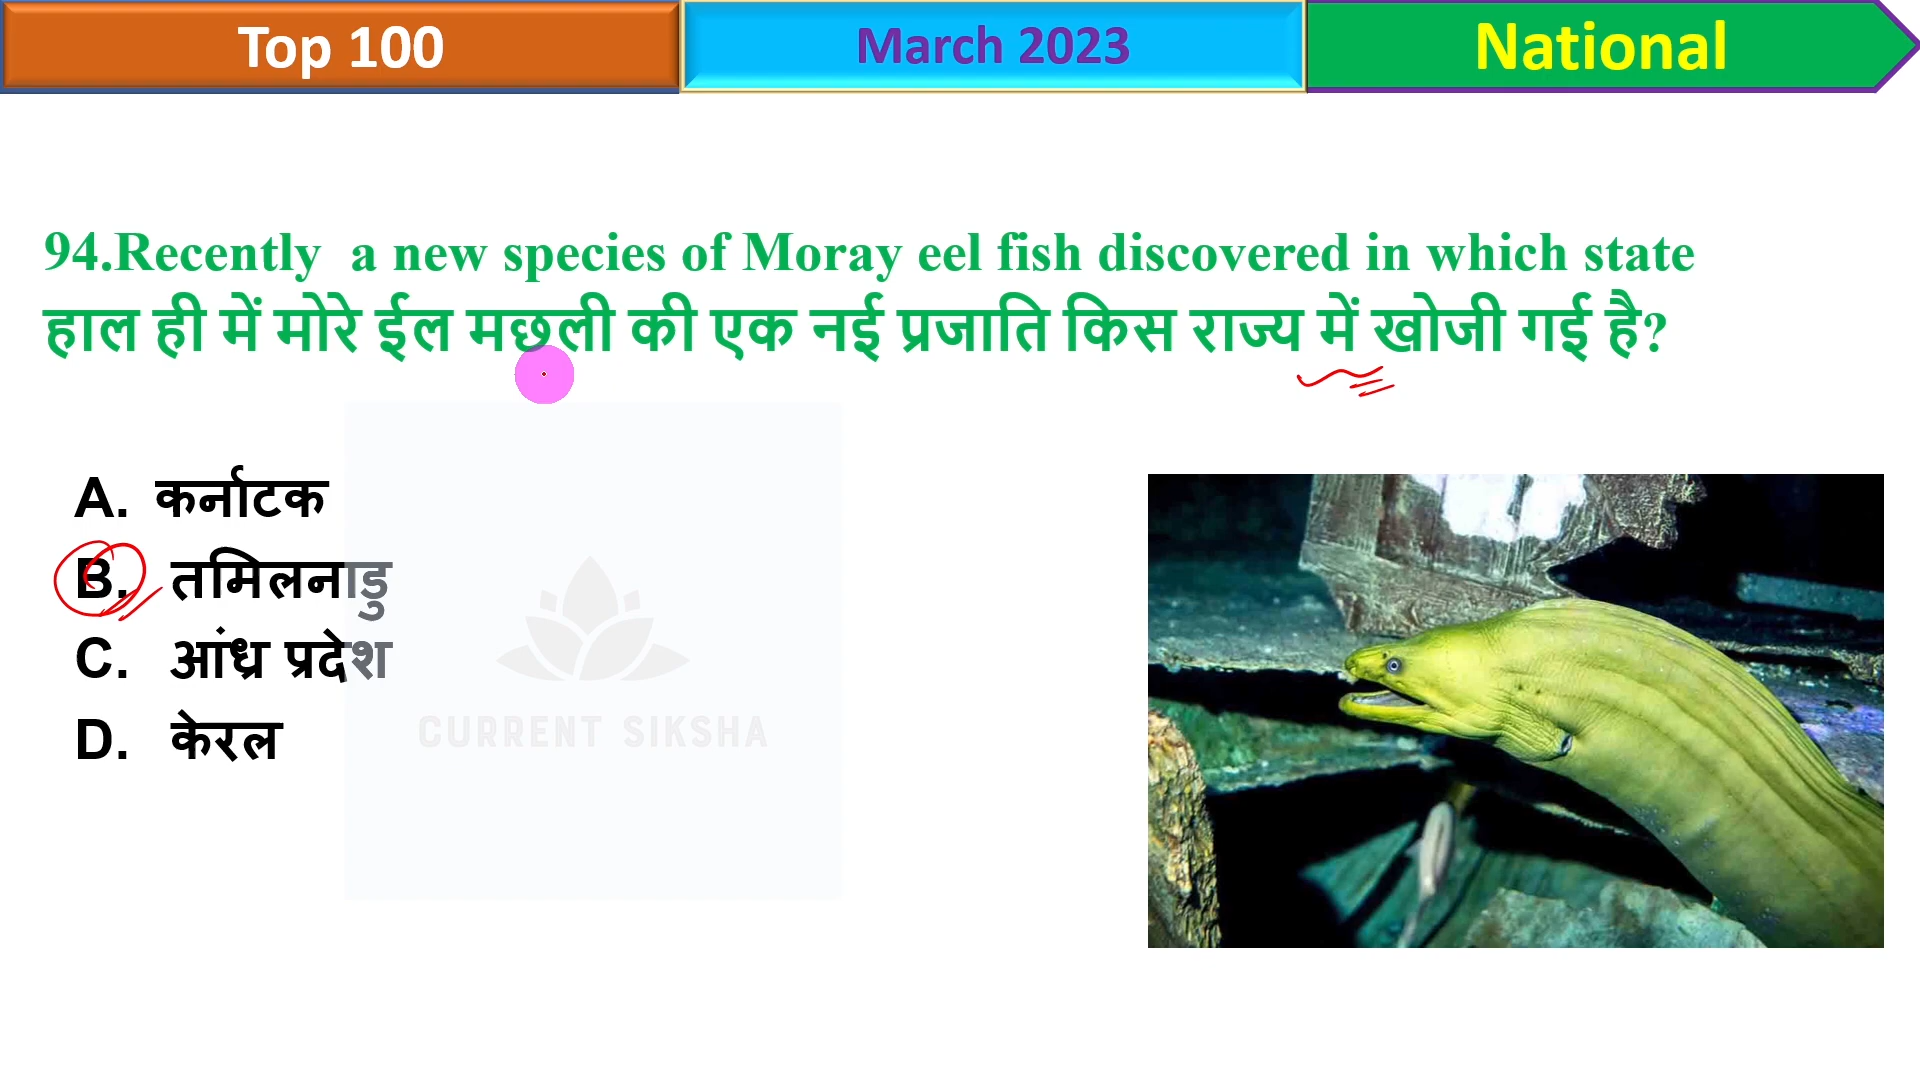 Top 100
March 2023
National
94.Recently a new species of Moray eel fish discovered in which state
हाल ही में मोरे ईल मछली की एक नई प्रजाति किस राज्य में खोजी गई है?
A. कर्नाटक
B. तमिलनाडु
C. आंध्र प्रदेश
D. केरल
CURRENT SIKSHA